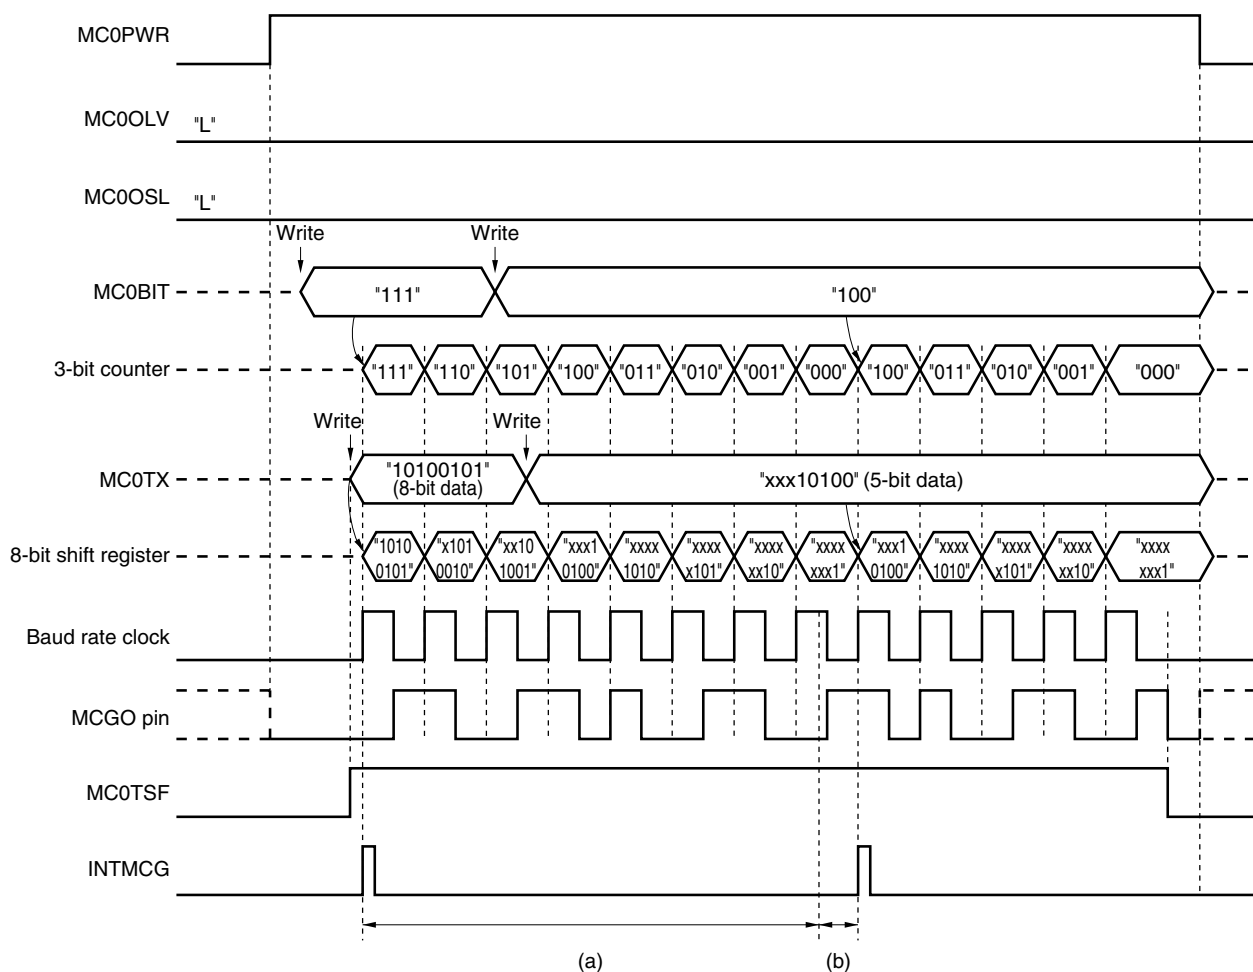 MC0PWR
MC0OLV "L"
MC0OSL "L"
Write Write
MC0BIT "111" "100"
3-bit counter "111" "110" "101" "100" "011" "010" "001" "000" "100" "011" "010" "001" "000"
Write Write
MC0TX "10100101" "xxx10100" (5-bit data)
(8-bit data)
8-bit shift register "1010 "x101 "xx10 "xxx1 "xxxx "xxxx "xxxx "xxxx "xxx1 "xxxx "xxxx "xxxx "xxxx
0101" 0010" 1001" 0100" 1010" x101" xx10" xxx1" 0100" 1010" x101" xx10" xxx1"
Baud rate clock
MCGO pin
MC0TSF
INTMCG
(a) (b)